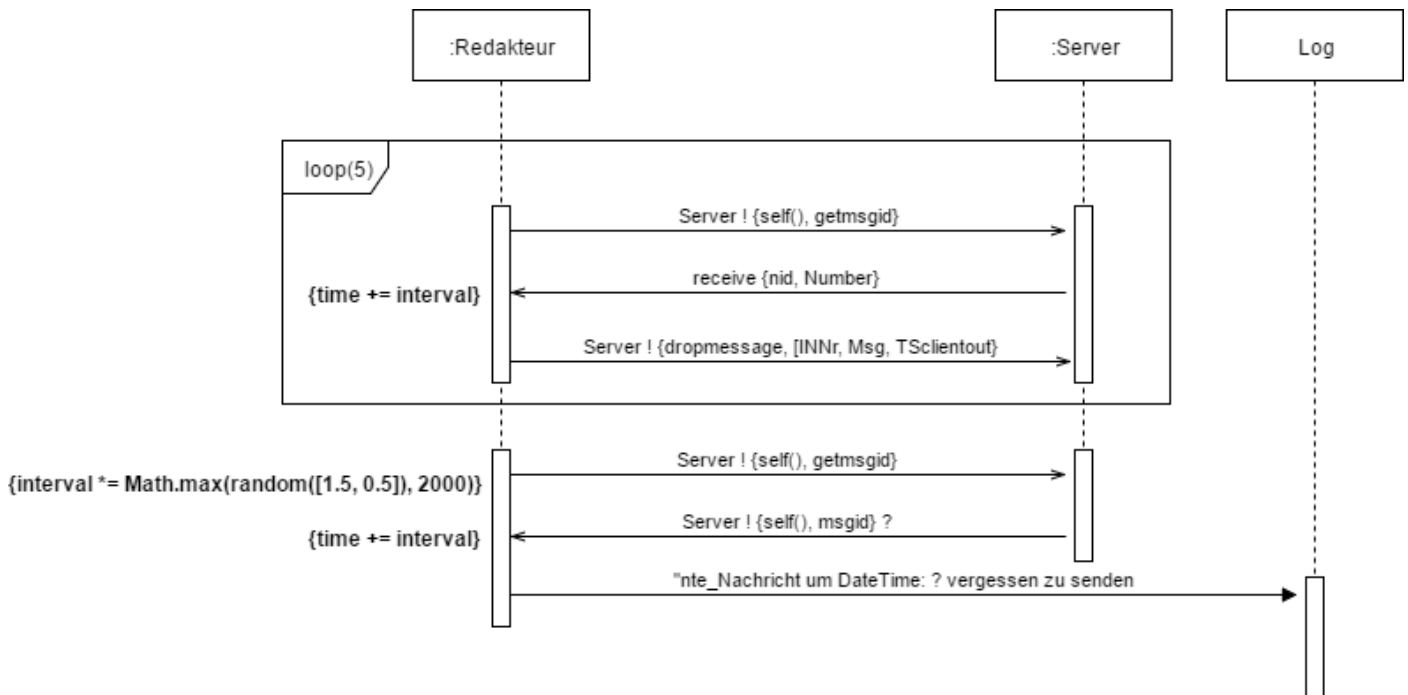 :Redakteur
:Server
Log
loop(5)
Server ! {self(), getmsgid}
receive {nid, Number}
{time += interval}
Server ! {dropmessage, [INNr, Msg, TSclientout}
Server ! {self(), getmsgid}
{interval *= Math.max(random([1.5, 0.5]), 2000)}
Server ! {self(), msgid} ?
{time += interval}
"nte_Nachricht um DateTime: ? vergessen zu senden